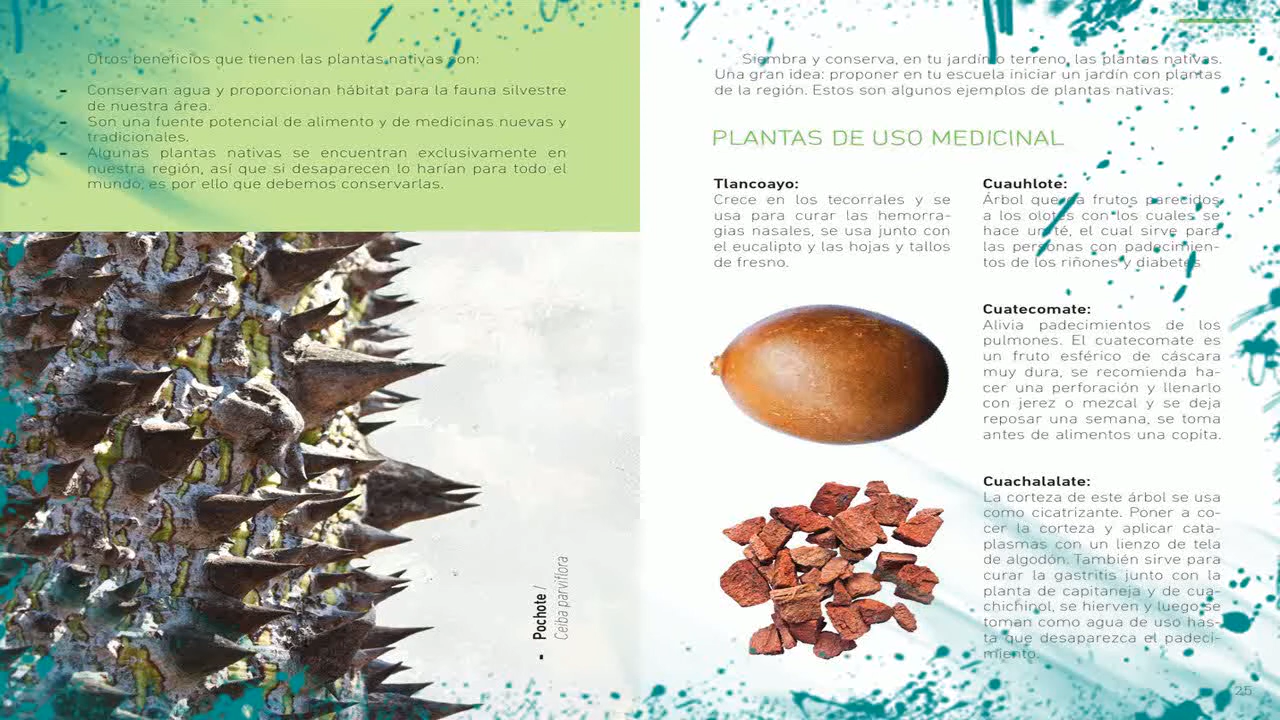 Otros beneficios que tienen las plantas nativas son:
- Conservan agua y proporcionan hábitat para la fauna silvestre
de nuestra área.
- Son una fuente potencial de alimento y de medicinas nuevas y
tradicionales.
- Algunas plantas nativas se encuentran exclusivamente en
nuestra región, así que si desaparecen lo harían para todo el
mundo, es por ello que debemos conservarlas.
- Pochote /
Ceiba parviflora
Siembra y conserva, en tu jardín o terreno, las plantas nativas.
Una gran idea: proponer en tu escuela iniciar un jardín con plantas
de la región. Estos son algunos ejemplos de plantas nativas:
PLANTAS DE USO MEDICINAL
Tlancoayo:
Crece en los tecorrales y se
usa para curar las hemorra-
gias nasales, se usa junto con
el eucalipto y las hojas y tallos
de fresno.
Cuauhlote:
Árbol que da frutos parecidos
a los olotes con los cuales se
hace un té, el cual sirve para
las personas con padecimien-
tos de los riñones y diabetes
Cuatecomate:
Alivia padecimientos de los
pulmones. El cuatecomate es
un fruto esférico de cáscara
muy dura, se recomienda ha-
cer una perforación y llenarlo
con jerez o mezcal y se deja
reposar una semana, se toma
antes de alimentos una copita.
Cuachalalate:
La corteza de este árbol se usa
como cicatrizante. Poner a co-
cer la corteza y aplicar cata-
plasmas con un lienzo de tela
de algodón. También sirve para
curar la gastritis junto con la
planta de capitaneja y de cua-
chichinol, se hierven y luego se
toman como agua de uso has-
ta que desaparezca el padeci-
miento.
25